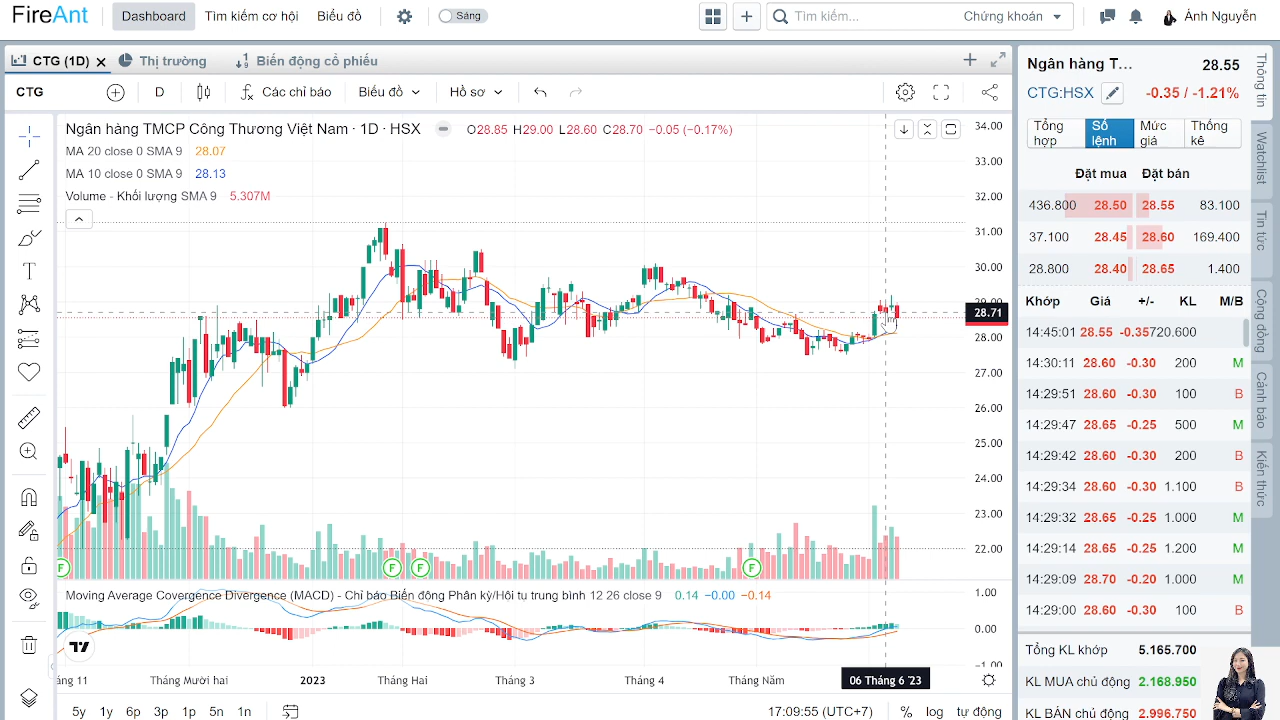 FireAnt Dashboard Tìm kiếm cơ hội Biểu đồ Sáng Tìm kiếm... Chứng khoán Ánh Nguyễn
CTG (1D) Thị trường Biến động cổ phiếu
CTG D Các chỉ báo Biểu đồ Hồ sơ
Ngân hàng TMCP Công Thương Việt Nam · 1D · HSX O28.85 H29.00 L28.60 C28.70 −0.05 (−0.17%)
MA 20 close 0 SMA 9 28.07
MA 10 close 0 SMA 9 28.13
Volume - Khối lượng SMA 9 5.307M
34.00
33.00
32.00
31.00
30.00
29.00
28.71
28.00
27.00
26.00
25.00
24.00
23.00
22.00
F F F F
Moving Average Covergence Divergence (MACD) - Chỉ báo Biến động Phân kỳ/Hội tụ trung bình 12 26 close 9 0.14 −0.00 −0.14
1.00
0.00
−1.00
áng 11 Tháng Mười hai 2023 Tháng Hai Tháng 3 Tháng 4 Tháng Năm 06 Tháng 6 '23
5y 1y 6p 3p 1p 5n 1n 17:09:55 (UTC+7) % log tự động
Ngân hàng T... 28.55
CTG:HSX -0.35 / -1.21%
Tổng hợp Sổ lệnh Mức giá Thống kê
Đặt mua Đặt bán
436.800 28.50 28.55 83.100
37.100 28.45 28.60 169.400
28.800 28.40 28.65 1.400
Khớp Giá +/- KL M/B
14:45:01 28.55 -0.35 720.600
14:30:11 28.60 -0.30 200 M
14:29:51 28.60 -0.30 100 B
14:29:47 28.65 -0.25 500 M
14:29:42 28.60 -0.30 200 B
14:29:34 28.60 -0.30 1.100 B
14:29:32 28.65 -0.25 1.000 M
14:29:14 28.65 -0.25 1.200 M
14:29:09 28.70 -0.20 1.000 M
14:29:00 28.60 -0.30 100 B
Tổng KL khớp 5.165.700
KL MUA chủ động 2.168.950
KL BÁN chủ động 2.996.750
Thông tin
Watchlist
Tin tức
Cộng đồng
Cảnh báo
Kiến thức